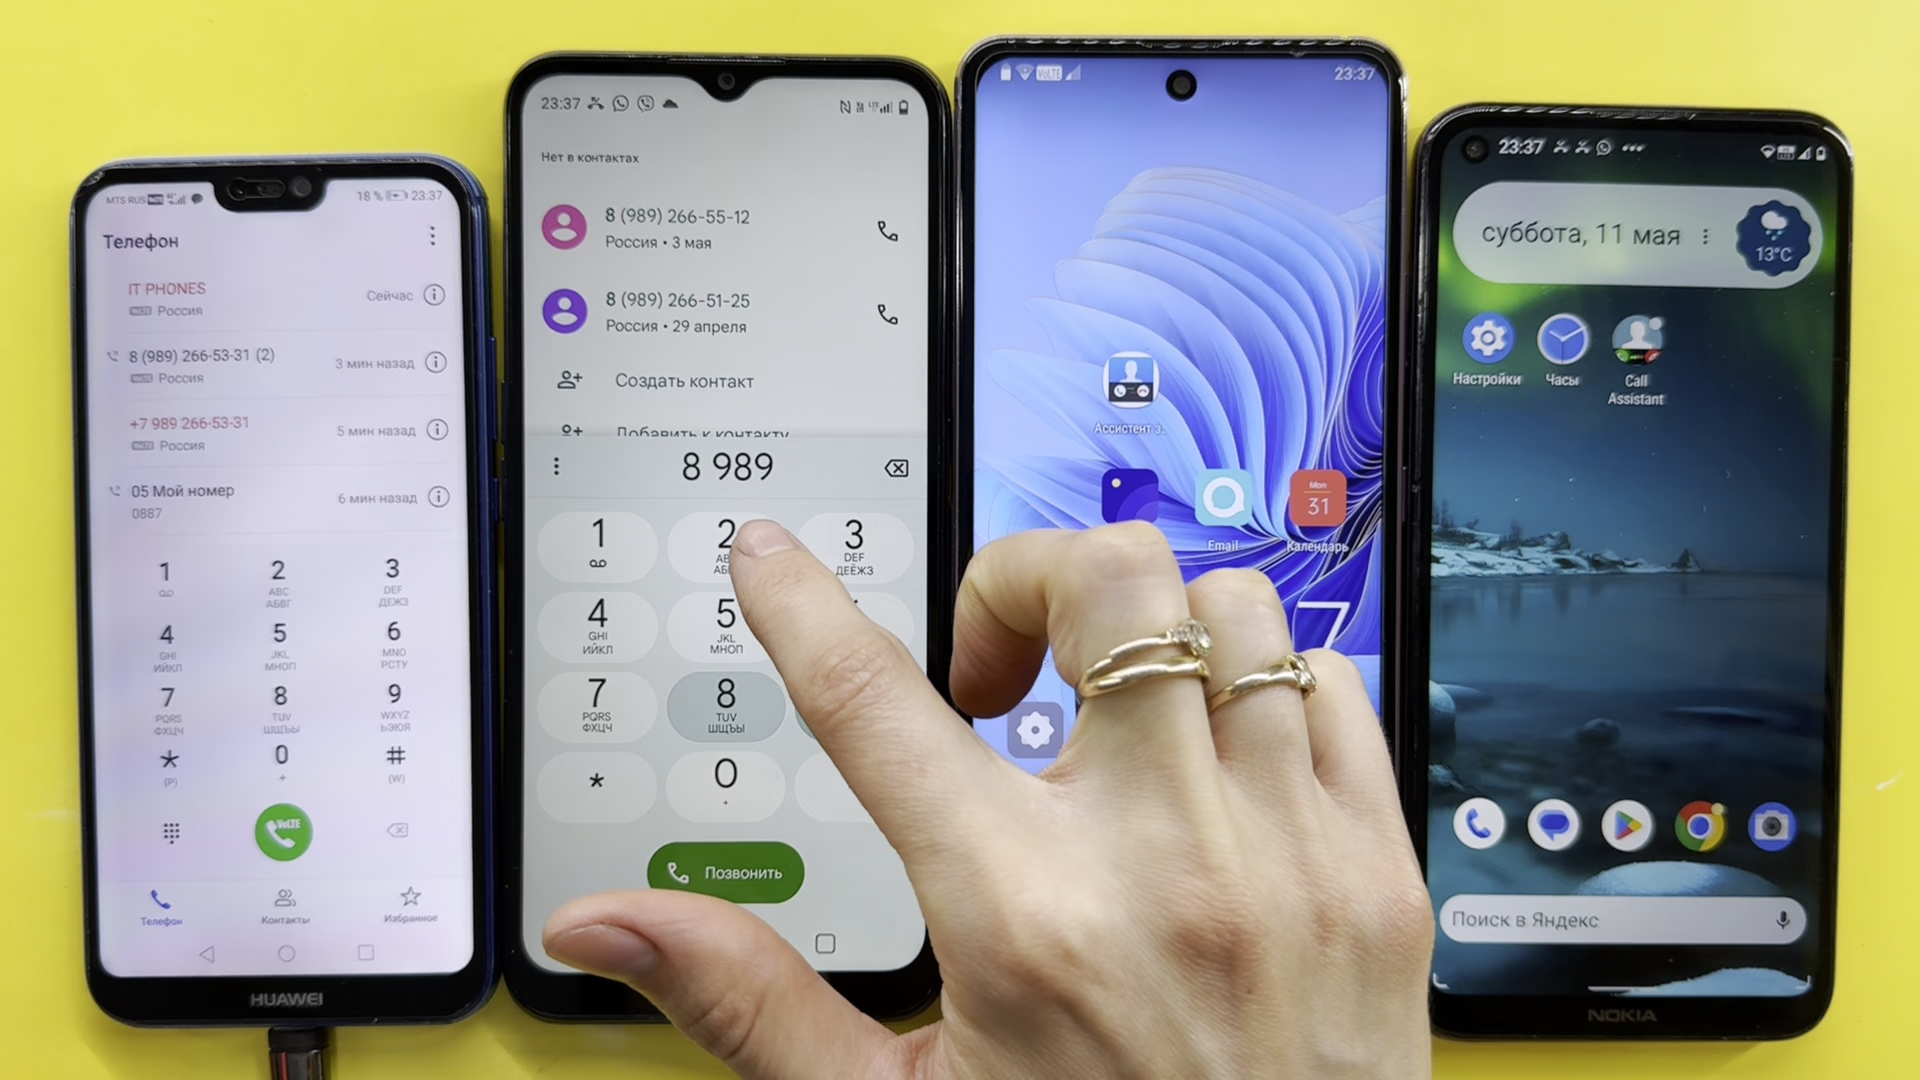 MTS RUS
18 % 23:37
Телефон
IT PHONES
Россия
Сейчас
8 (989) 266-53-31 (2)
Россия
3 мин назад
+7 989 266-53-31
Россия
5 мин назад
05 Мой номер
0887
6 мин назад
1 2 3
ABC DEF
АБВГ ДЕЖЗ
4 5 6
GHI JKL MNO
ИЙКЛ МНОП РСТУ
7 8 9
PQRS TUV WXYZ
ФХЦЧ ШЩЪЫ ЬЭЮЯ
* 0 #
(P) + (W)
VoLTE
Телефон Контакты Избранное
HUAWEI
23:37
Нет в контактах
8 (989) 266-55-12
Россия • 3 мая
8 (989) 266-51-25
Россия • 29 апреля
Создать контакт
Добавить к контакту
8 989
1 2 3
DEF
ДЕЁЖЗ
4 5
GHI JKL
ИЙКЛ МНОП
7 8
PQRS TUV
ФХЦЧ ШЩЪЫ
* 0
+
Позвонить
VoLTE 23:37
Ассистент з..
Mon
31
Email Календарь
7
23:37
суббота, 11 мая
13°C
Настройки Часы Call
Assistant
Поиск в Яндекс
NOKIA